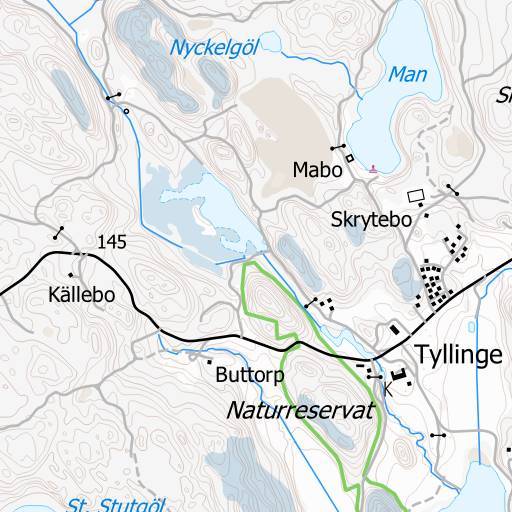 Nyckelgöl
Man
Mabo
Skrytebo
145
Källebo
Tyllinge
Buttorp
Naturreservat
K
St. Stutgöl